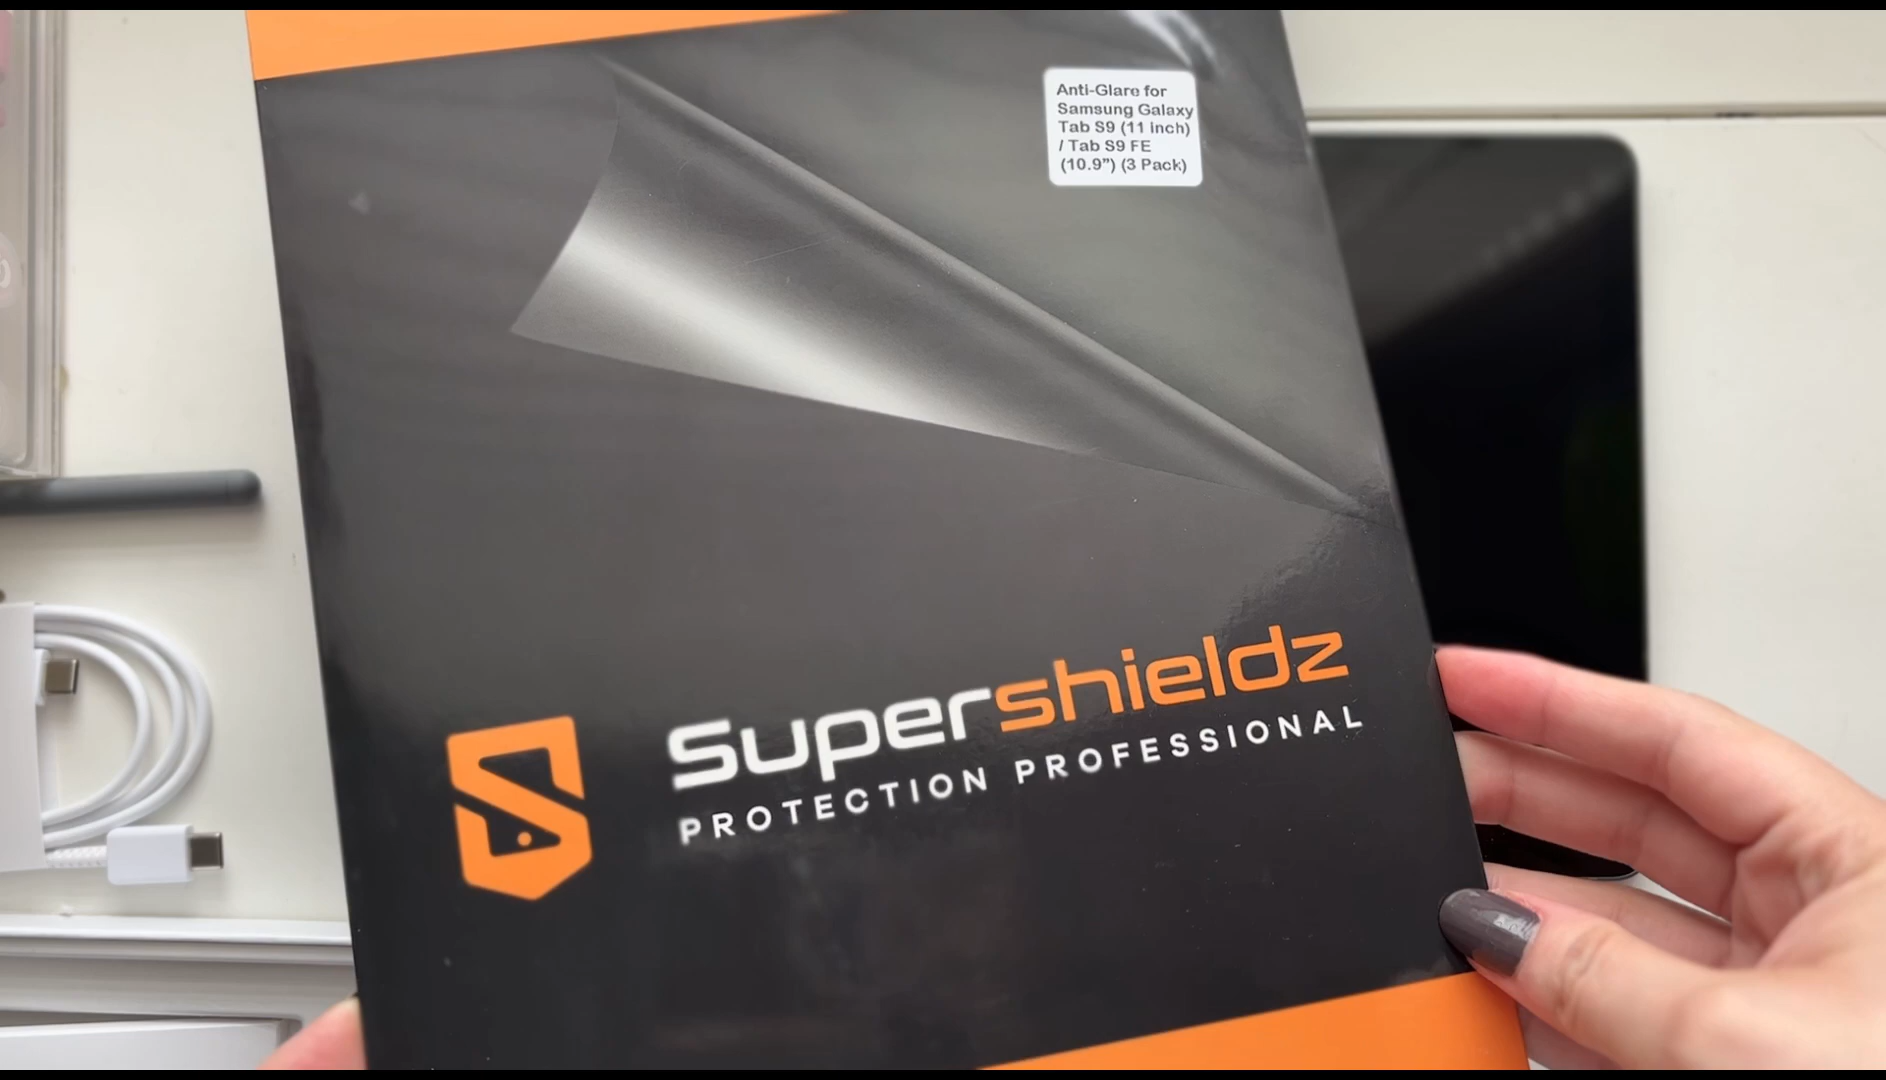 Anti-Glare for
Samsung Galaxy
Tab S9 (11 inch)
/ Tab S9 FE
(10.9”) (3 Pack)
Supershieldz
PROTECTION PROFESSIONAL